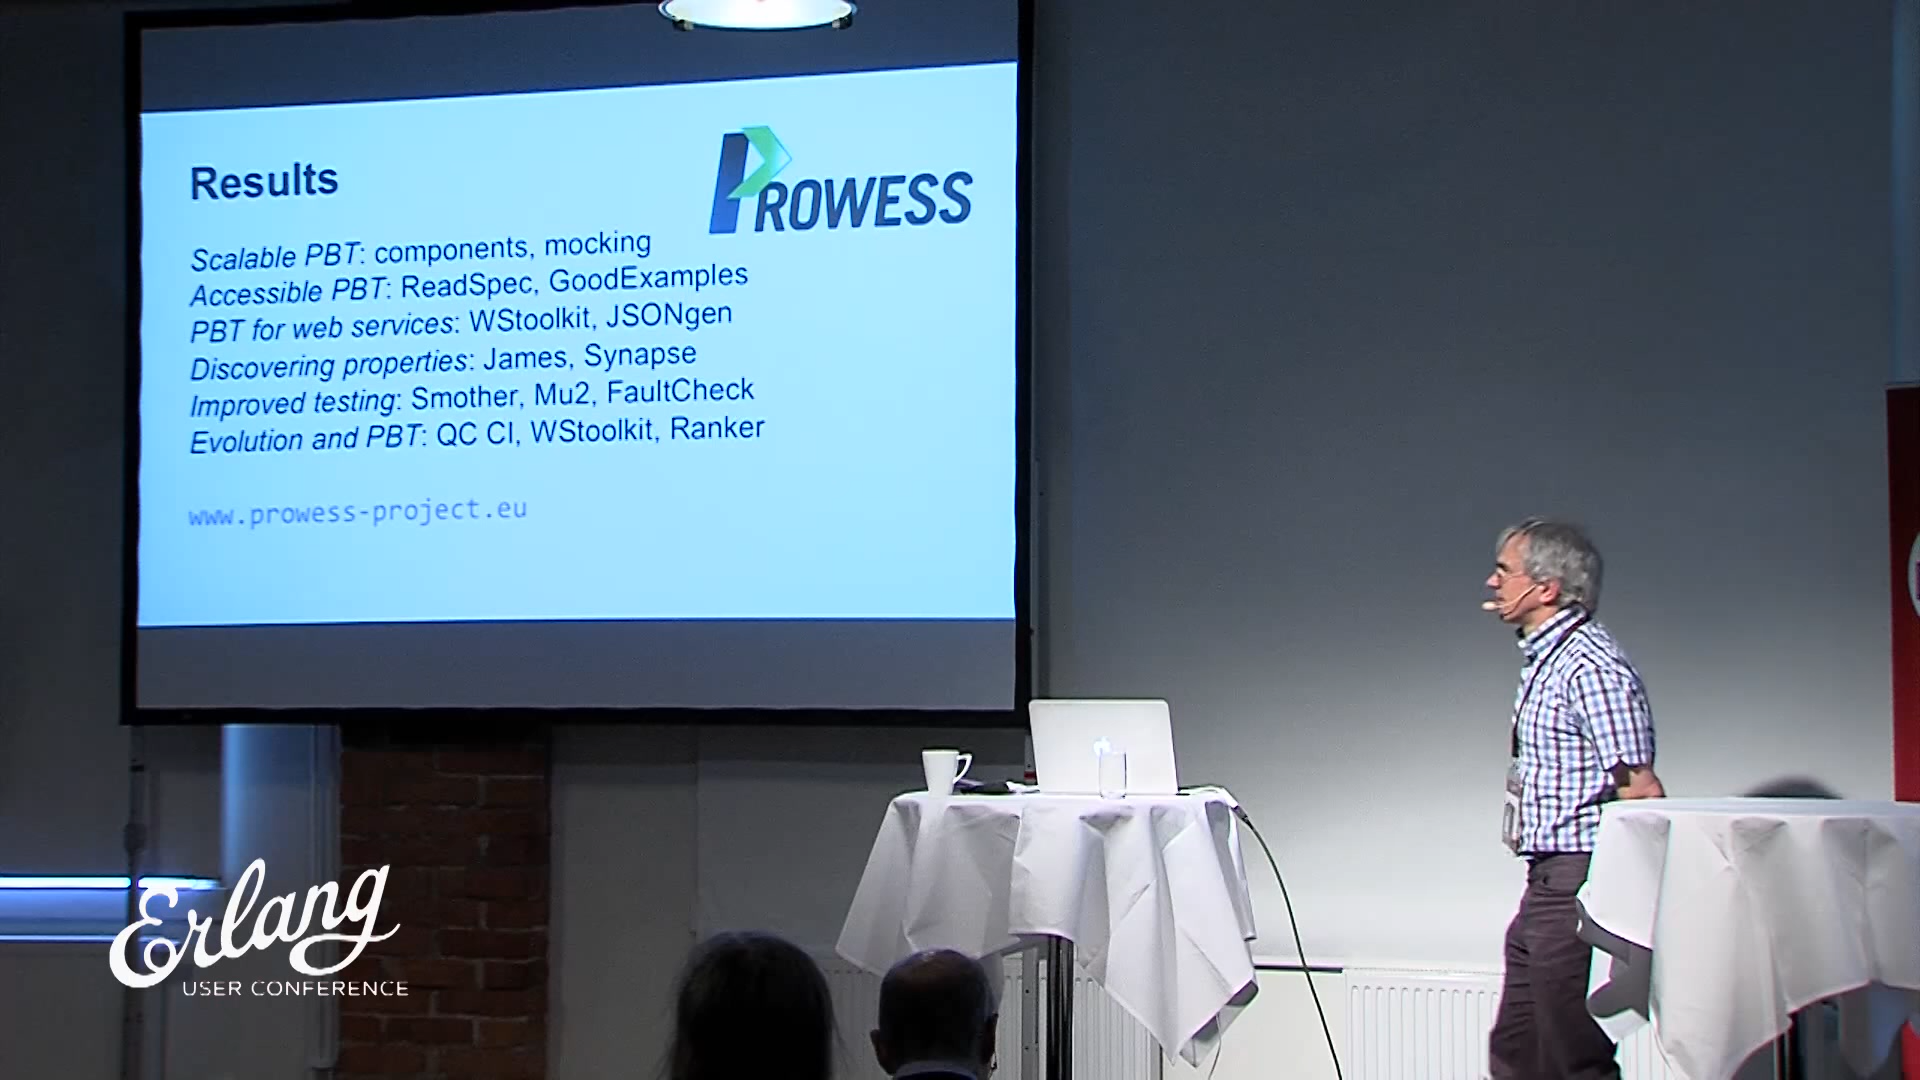 PROWESS
Results
Scalable PBT: components, mocking
Accessible PBT: ReadSpec, GoodExamples
PBT for web services: WStoolkit, JSONgen
Discovering properties: James, Synapse
Improved testing: Smother, Mu2, FaultCheck
Evolution and PBT: QC CI, WStoolkit, Ranker
www.prowess-project.eu
Erlang
USER CONFERENCE